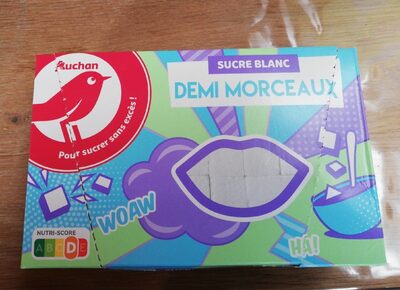 Auchan
Pour sucrer sans excès !
SUCRE BLANC
DEMI MORCEAUX
WOAW
HA!
NUTRI-SCORE
A B C D E